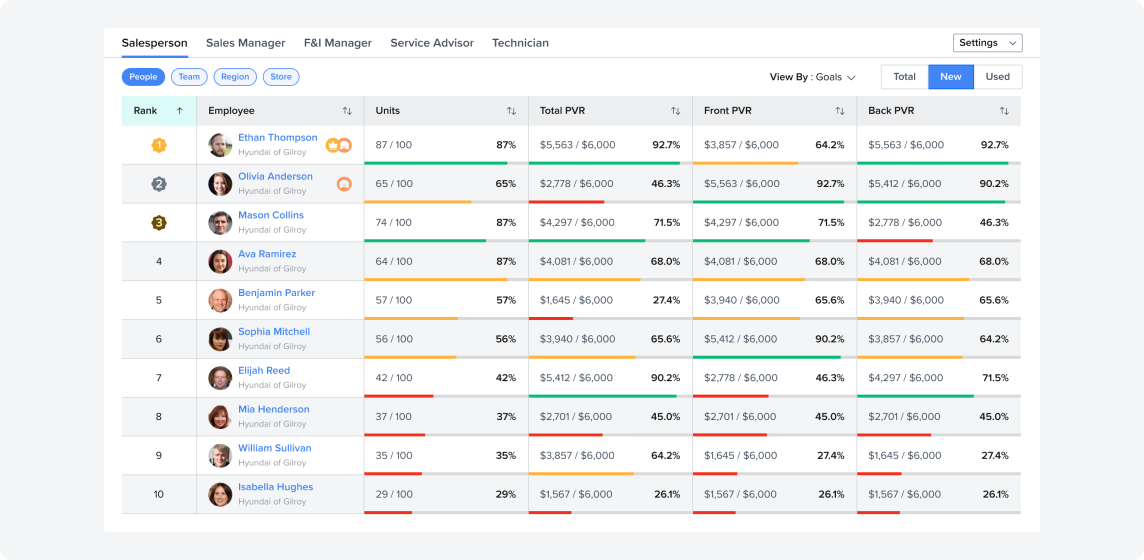 Salesperson Sales Manager F&I Manager Service Advisor Technician Settings
People Team Region Store View By : Goals Total New Used
Rank Employee Units Total PVR Front PVR Back PVR
1 Ethan Thompson 87 / 100 87% $5,563 / $6,000 92.7% $3,857 / $6,000 64.2% $5,563 / $6,000 92.7%
Hyundai of Gilroy
2 Olivia Anderson 65 / 100 65% $2,778 / $6,000 46.3% $5,563 / $6,000 92.7% $5,412 / $6,000 90.2%
Hyundai of Gilroy
3 Mason Collins 74 / 100 87% $4,297 / $6,000 71.5% $4,297 / $6,000 71.5% $2,778 / $6,000 46.3%
Hyundai of Gilroy
4 Ava Ramirez 64 / 100 87% $4,081 / $6,000 68.0% $4,081 / $6,000 68.0% $4,081 / $6,000 68.0%
Hyundai of Gilroy
5 Benjamin Parker 57 / 100 57% $1,645 / $6,000 27.4% $3,940 / $6,000 65.6% $3,940 / $6,000 65.6%
Hyundai of Gilroy
6 Sophia Mitchell 56 / 100 56% $3,940 / $6,000 65.6% $5,412 / $6,000 90.2% $3,857 / $6,000 64.2%
Hyundai of Gilroy
7 Elijah Reed 42 / 100 42% $5,412 / $6,000 90.2% $2,778 / $6,000 46.3% $4,297 / $6,000 71.5%
Hyundai of Gilroy
8 Mia Henderson 37 / 100 37% $2,701 / $6,000 45.0% $2,701 / $6,000 45.0% $2,701 / $6,000 45.0%
Hyundai of Gilroy
9 William Sullivan 35 / 100 35% $3,857 / $6,000 64.2% $1,645 / $6,000 27.4% $1,645 / $6,000 27.4%
Hyundai of Gilroy
10 Isabella Hughes 29 / 100 29% $1,567 / $6,000 26.1% $1,567 / $6,000 26.1% $1,567 / $6,000 26.1%
Hyundai of Gilroy